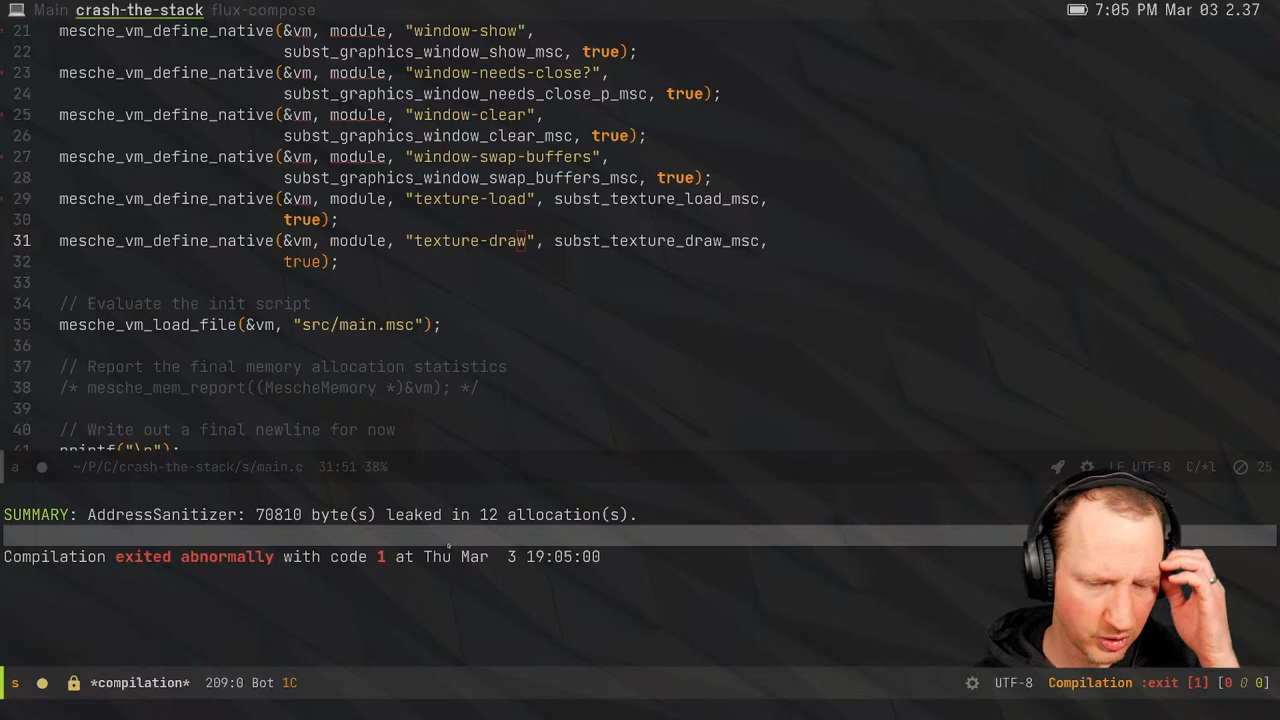 Main crash-the-stack flux-compose 7:05 PM Mar 03 2.37
21 mesche_vm_define_native(&vm, module, "window-show",
22 subst_graphics_window_show_msc, true);
23 mesche_vm_define_native(&vm, module, "window-needs-close?",
24 subst_graphics_window_needs_close_p_msc, true);
25 mesche_vm_define_native(&vm, module, "window-clear",
26 subst_graphics_window_clear_msc, true);
27 mesche_vm_define_native(&vm, module, "window-swap-buffers",
28 subst_graphics_window_swap_buffers_msc, true);
29 mesche_vm_define_native(&vm, module, "texture-load", subst_texture_load_msc,
30 true);
31 mesche_vm_define_native(&vm, module, "texture-draw", subst_texture_draw_msc,
32 true);
33
34 // Evaluate the init script
35 mesche_vm_load_file(&vm, "src/main.msc");
36
37 // Report the final memory allocation statistics
38 /* mesche_mem_report((MescheMemory *)&vm); */
39
40 // Write out a final newline for now
41 printf("\n");
a ~/P/C/crash-the-stack/s/main.c 31:51 38% LF UTF-8 C/*l 25
SUMMARY: AddressSanitizer: 70810 byte(s) leaked in 12 allocation(s).
Compilation exited abnormally with code 1 at Thu Mar 3 19:05:00
s *compilation* 209:0 Bot 1C UTF-8 Compilation :exit [1] [0 0 0]